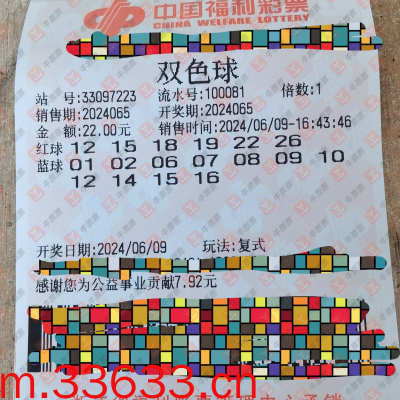 中国福利彩票
CHINA WELFARE LOTTERY
双色球
站 号:33097223 流水号:100081 倍数:1
销售期:2024065 开奖期:2024065
金 额:22.00元 销售时间:2024/06/09-16:43:46
红球 12 15 18 19 22 26
蓝球 01 02 06 07 08 09 10
12 14 15 16
开奖日期:2024/06/09 玩法:复式
感谢您为公益事业贡献7.92元
m.33633.cn